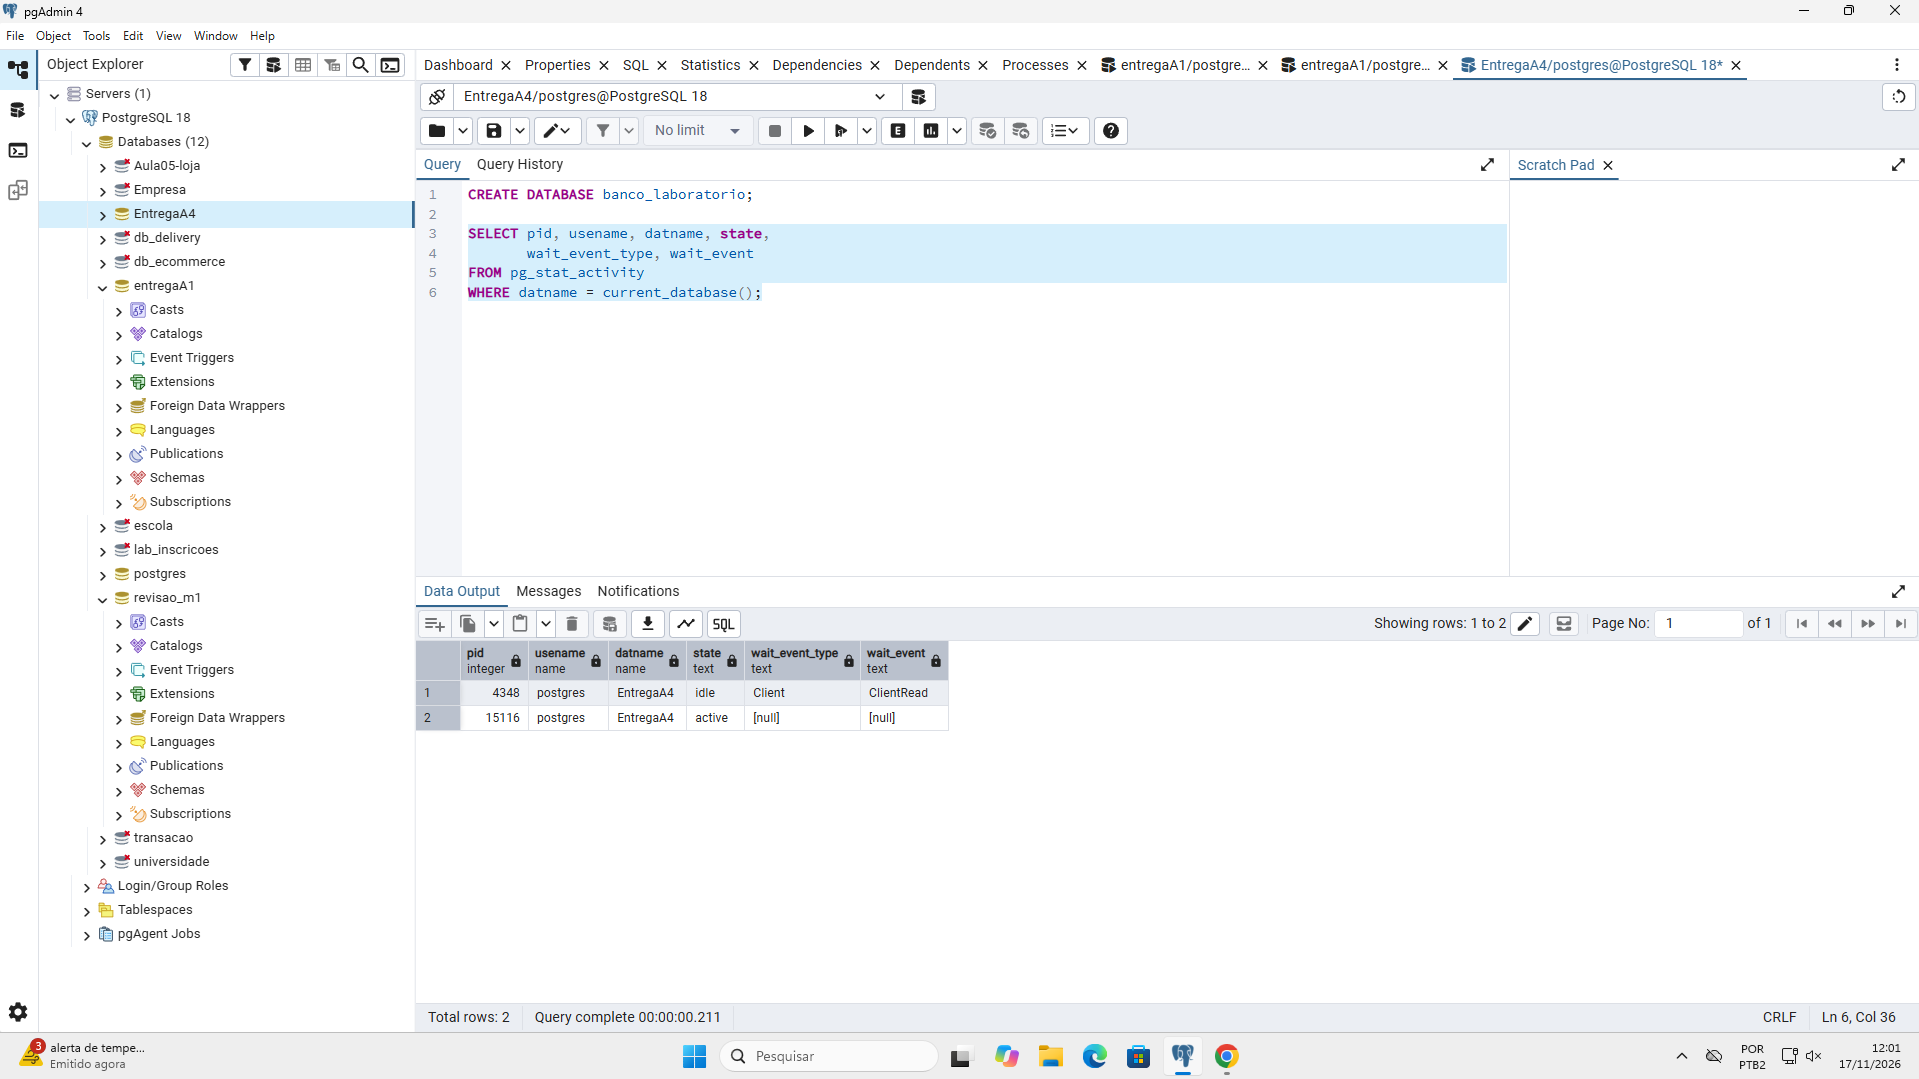 pgAdmin 4
File Object Tools Edit View Window Help
Object Explorer
Servers (1)
PostgreSQL 18
Databases (12)
Aula05-loja
Empresa
EntregaA4
db_delivery
db_ecommerce
entregaA1
Casts
Catalogs
Event Triggers
Extensions
Foreign Data Wrappers
Languages
Publications
Schemas
Subscriptions
escola
lab_inscricoes
postgres
revisao_m1
Casts
Catalogs
Event Triggers
Extensions
Foreign Data Wrappers
Languages
Publications
Schemas
Subscriptions
transacao
universidade
Login/Group Roles
Tablespaces
pgAgent Jobs
Dashboard Properties SQL Statistics Dependencies Dependents Processes entregaA1/postgre... entregaA1/postgre... EntregaA4/postgres@PostgreSQL 18*
EntregaA4/postgres@PostgreSQL 18
No limit E
Query Query History
Scratch Pad
1 CREATE DATABASE banco_laboratorio;
2
3 SELECT pid, usename, datname, state,
4 wait_event_type, wait_event
5 FROM pg_stat_activity
6 WHERE datname = current_database();
Data Output Messages Notifications
SQL Showing rows: 1 to 2 Page No: 1 of 1
pid usename datname state wait_event_type wait_event
integer name name text text text
1 4348 postgres EntregaA4 idle Client ClientRead
2 15116 postgres EntregaA4 active [null] [null]
Total rows: 2 Query complete 00:00:00.211 CRLF Ln 6, Col 36
3 alerta de tempe...
Emitido agora
Pesquisar
POR
PTB2
12:01
17/11/2026